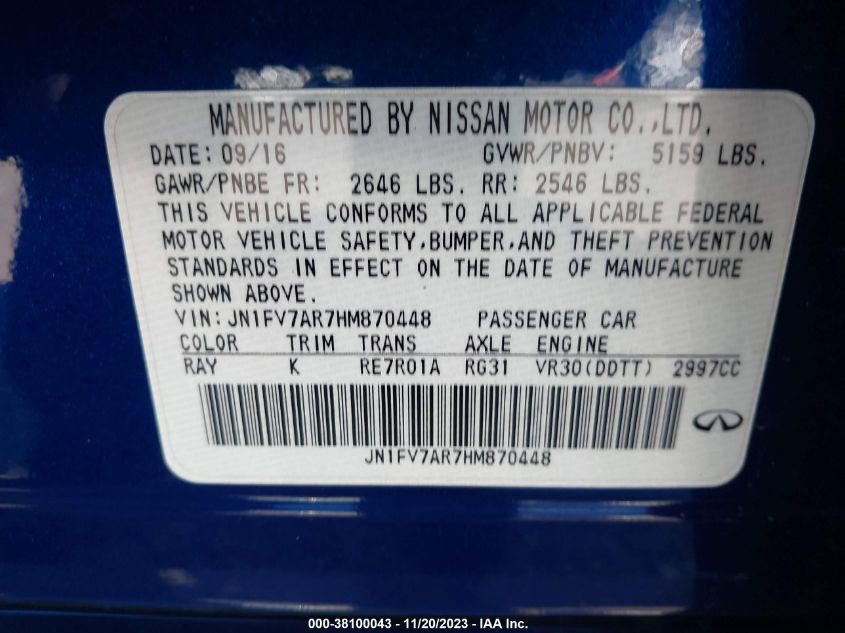 MANUFACTURED BY NISSAN MOTOR CO.,LTD.
DATE: 09/16 GVWR/PNBV: 5159 LBS.
GAWR/PNBE FR: 2646 LBS. RR: 2546 LBS.
THIS VEHICLE CONFORMS TO ALL APPLICABLE FEDERAL
MOTOR VEHICLE SAFETY,BUMPER,AND THEFT PREVENTION
STANDARDS IN EFFECT ON THE DATE OF MANUFACTURE
SHOWN ABOVE.
VIN: JN1FV7AR7HM870448 PASSENGER CAR
COLOR TRIM TRANS AXLE ENGINE
RAY K RE7R01A RG31 VR30(DDTT) 2997CC
JN1FV7AR7HM870448
000-38100043 - 11/20/2023 - © IAA, Inc.